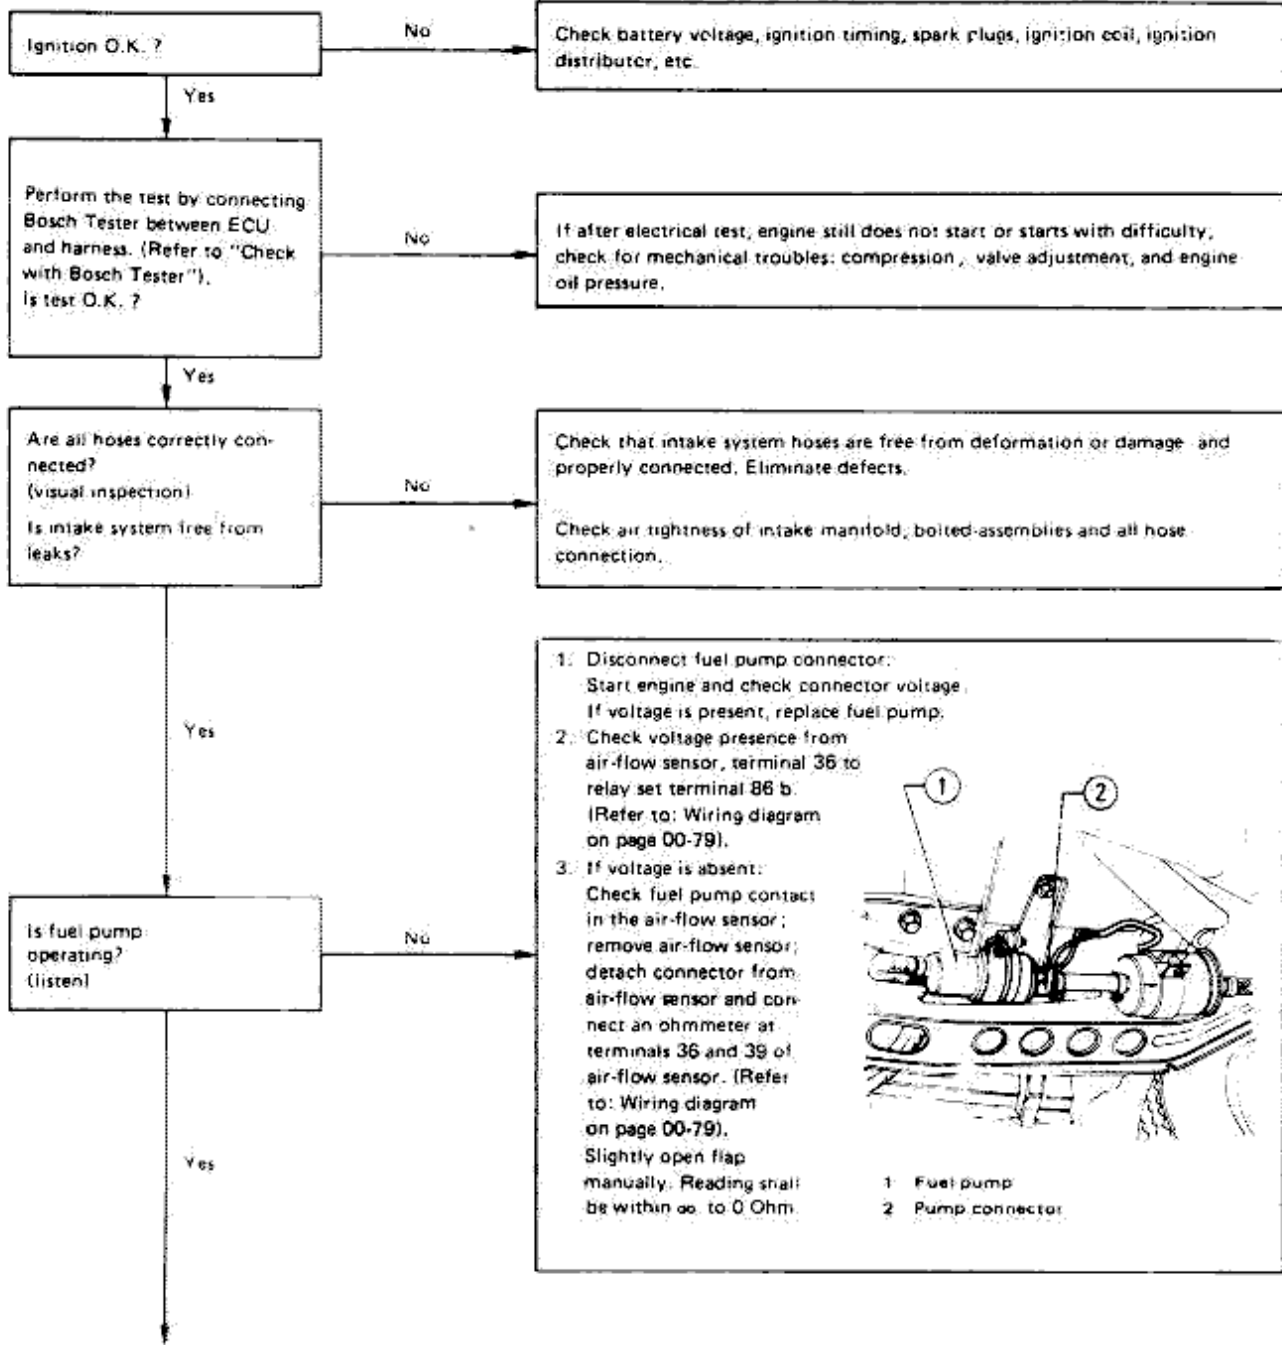 Ignition O.K. ?
No
Check battery voltage, ignition timing, spark plugs, ignition coil, ignition
distributor, etc.
Yes
Perform the test by connecting
Bosch Tester between ECU
and harness. (Refer to "Check
with Bosch Tester").
Is test O.K. ?
No
If after electrical test, engine still does not start or starts with difficulty,
check for mechanical troubles: compression, valve adjustment, and engine
oil pressure.
Yes
Are all hoses correctly con-
nected?
(visual inspection)
Is intake system free from
leaks?
No
Check that intake system hoses are free from deformation or damage and
properly connected. Eliminate defects.
Check air tightness of intake manifold, bolted-assemblies and all hose
connection.
Yes
Is fuel pump
operating?
(listen)
No
1. Disconnect fuel pump connector.
Start engine and check connector voltage.
If voltage is present, replace fuel pump.
2. Check voltage presence from
air-flow sensor, terminal 36 to
relay set terminal 86 b.
(Refer to: Wiring diagram
on page 00-79).
3. If voltage is absent:
Check fuel pump contact
in the air-flow sensor;
remove air-flow sensor;
detach connector from
air-flow sensor and con-
nect an ohmmeter at
terminals 36 and 39 of
air-flow sensor. (Refer
to: Wiring diagram
on page 00-79).
Slightly open flap
manually. Reading shall
be within ∞ to 0 Ohm
1
2
1 Fuel pump
2 Pump connector
Yes